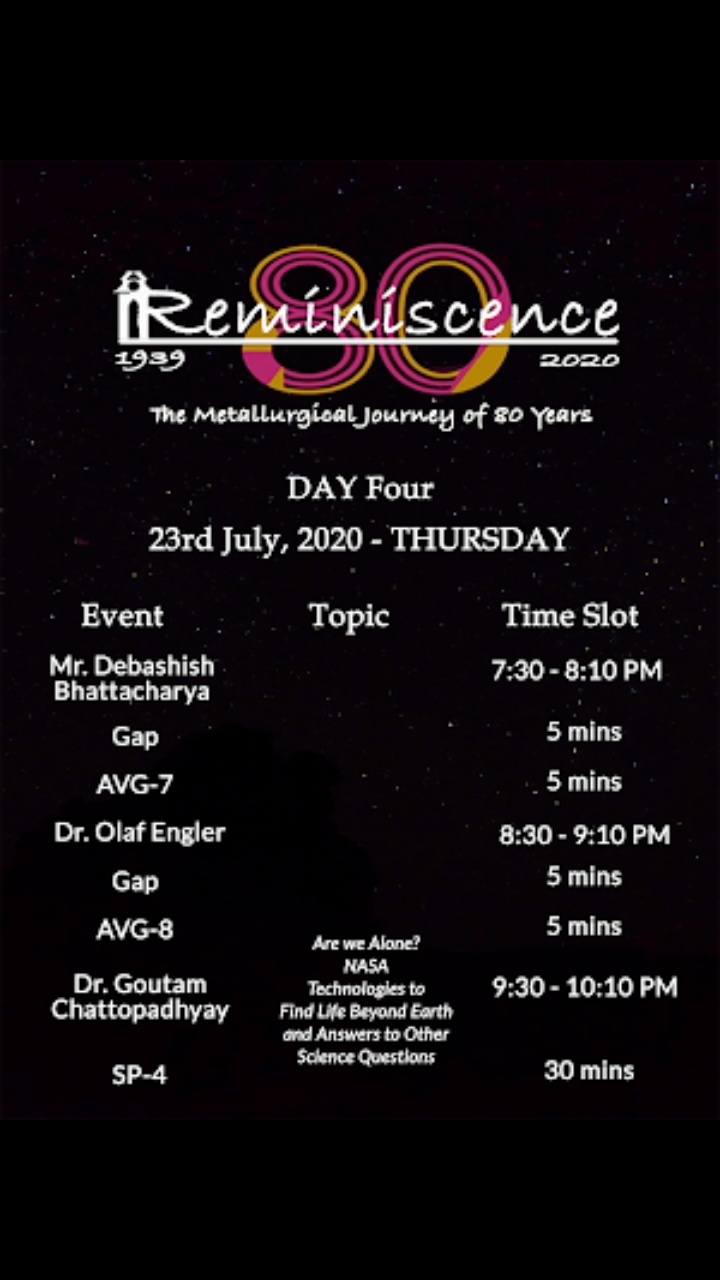 80
Reminiscence
1939 2020
The Metallurgical Journey of 80 Years
DAY Four
23rd July, 2020 - THURSDAY
Event Topic Time Slot
Mr. Debashish
Bhattacharya
7:30 - 8:10 PM
Gap 5 mins
AVG-7 5 mins
Dr. Olaf Engler 8:30 - 9:10 PM
Gap 5 mins
AVG-8 5 mins
Dr. Goutam
Chattopadhyay
Are we Alone?
NASA
Technologies to
Find Life Beyond Earth
and Answers to Other
Science Questions
9:30 - 10:10 PM
SP-4 30 mins